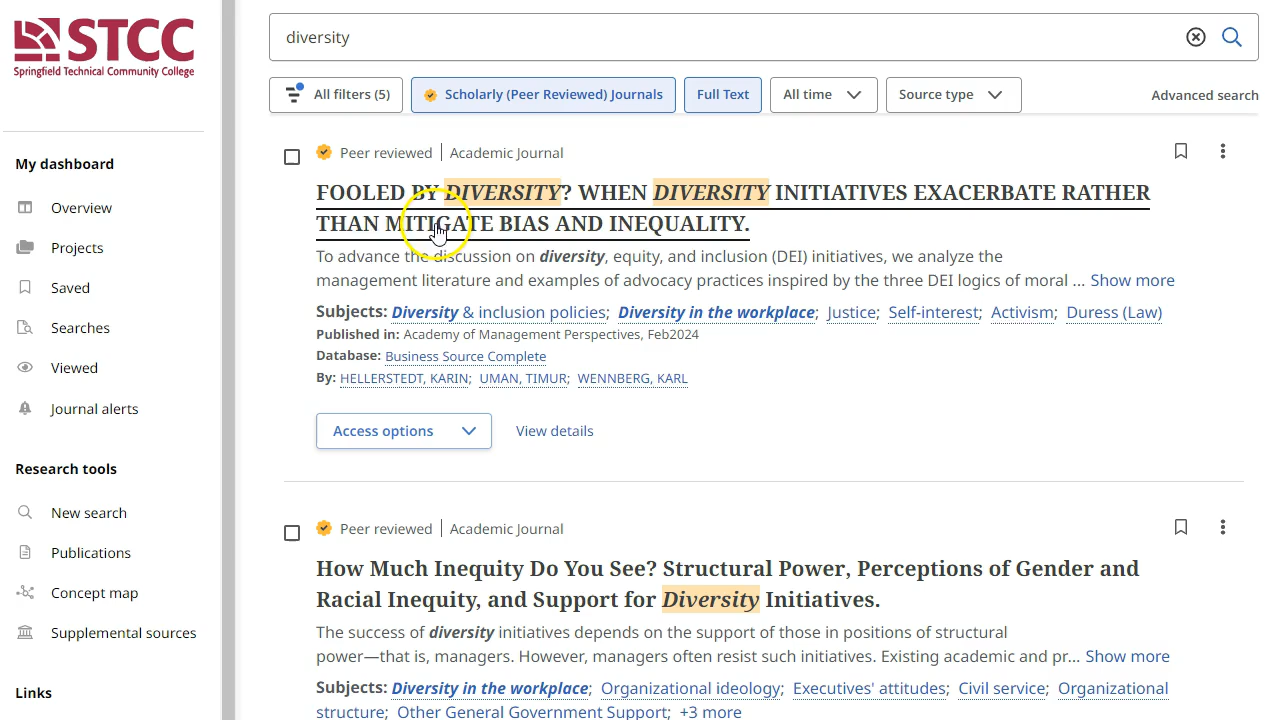 STCC
Springfield Technical Community College
My dashboard
Overview
Projects
Saved
Searches
Viewed
Journal alerts
Research tools
New search
Publications
Concept map
Supplemental sources
Links
diversity
All filters (5)
Scholarly (Peer Reviewed) Journals
Full Text
All time
Source type
Advanced search
Peer reviewed | Academic Journal
FOOLED BY DIVERSITY? WHEN DIVERSITY INITIATIVES EXACERBATE RATHER
THAN MITIGATE BIAS AND INEQUALITY.
To advance the discussion on diversity, equity, and inclusion (DEI) initiatives, we analyze the
management literature and examples of advocacy practices inspired by the three DEI logics of moral ... Show more
Subjects: Diversity & inclusion policies; Diversity in the workplace; Justice; Self-interest; Activism; Duress (Law)
Published in: Academy of Management Perspectives, Feb2024
Database: Business Source Complete
By: HELLERSTEDT, KARIN; UMAN, TIMUR; WENNBERG, KARL
Access options
View details
Peer reviewed | Academic Journal
How Much Inequity Do You See? Structural Power, Perceptions of Gender and
Racial Inequity, and Support for Diversity Initiatives.
The success of diversity initiatives depends on the support of those in positions of structural
power—that is, managers. However, managers often resist such initiatives. Existing academic and pr... Show more
Subjects: Diversity in the workplace; Organizational ideology; Executives' attitudes; Civil service; Organizational
structure; Other General Government Support; +3 more